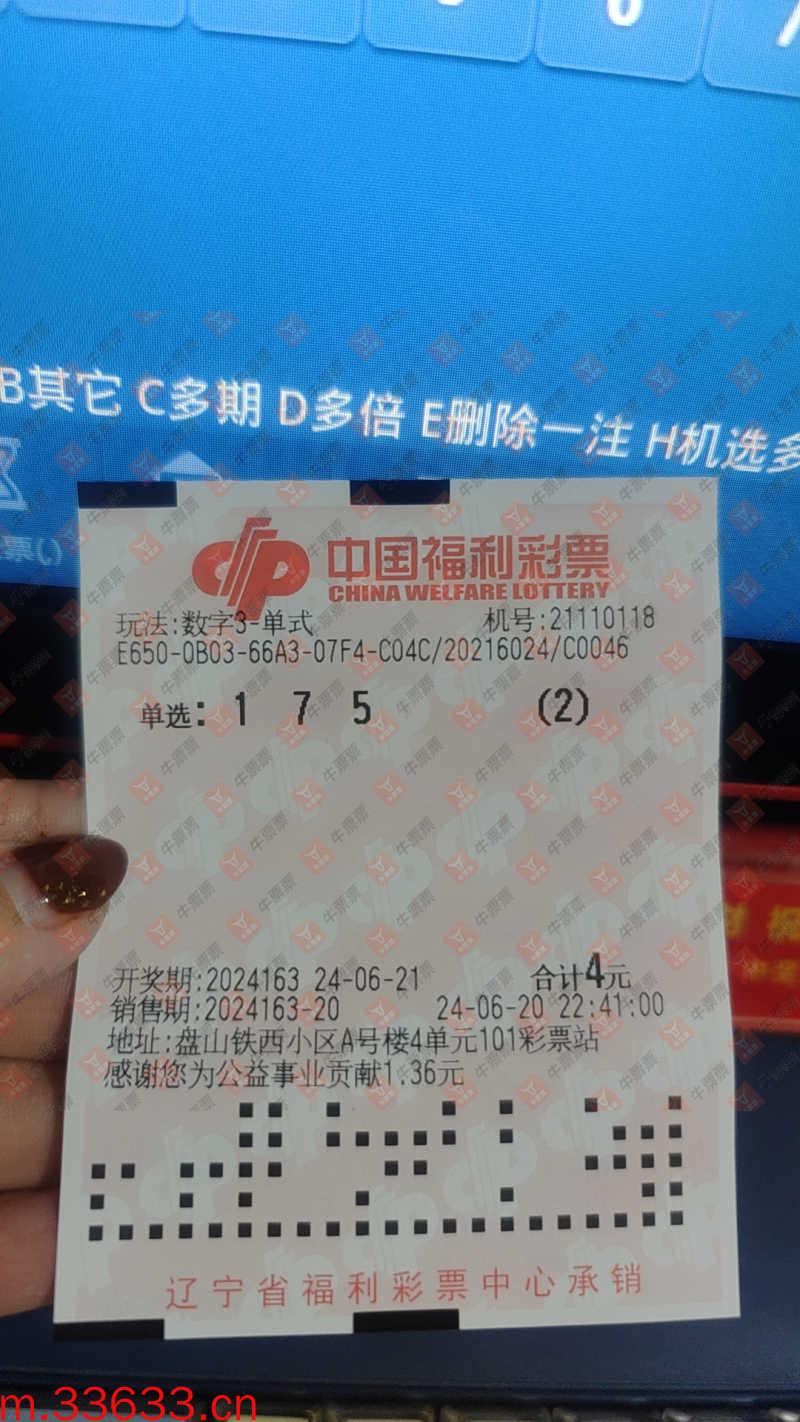 B其它 C多期 D多倍 E删除一注 H机选多
票(,)
中国福利彩票
CHINA WELFARE LOTTERY
玩法:数字3-单式 机号:21110118
E650-0B03-66A3-07F4-C04C/20216024/C0046
单选: 1 7 5 (2)
开奖期:2024163 24-06-21 合计4元
销售期:2024163-20 24-06-20 22:41:00
地址:盘山铁西小区A号楼4单元101彩票站
感谢您为公益事业贡献1.36元
辽宁省福利彩票中心承销
牛票票
m.33633.cn